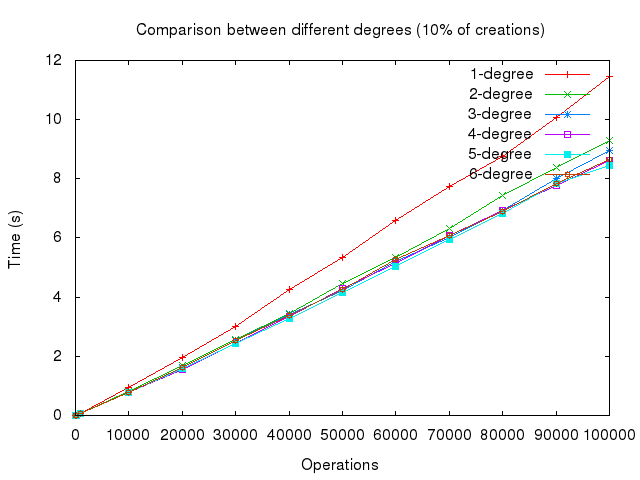 Comparison between different degrees (10% of creations)
12
10
8
6
4
2
0
Time (s)
1-degree
2-degree
3-degree
4-degree
5-degree
6-degree
0 10000 20000 30000 40000 50000 60000 70000 80000 90000 100000
Operations